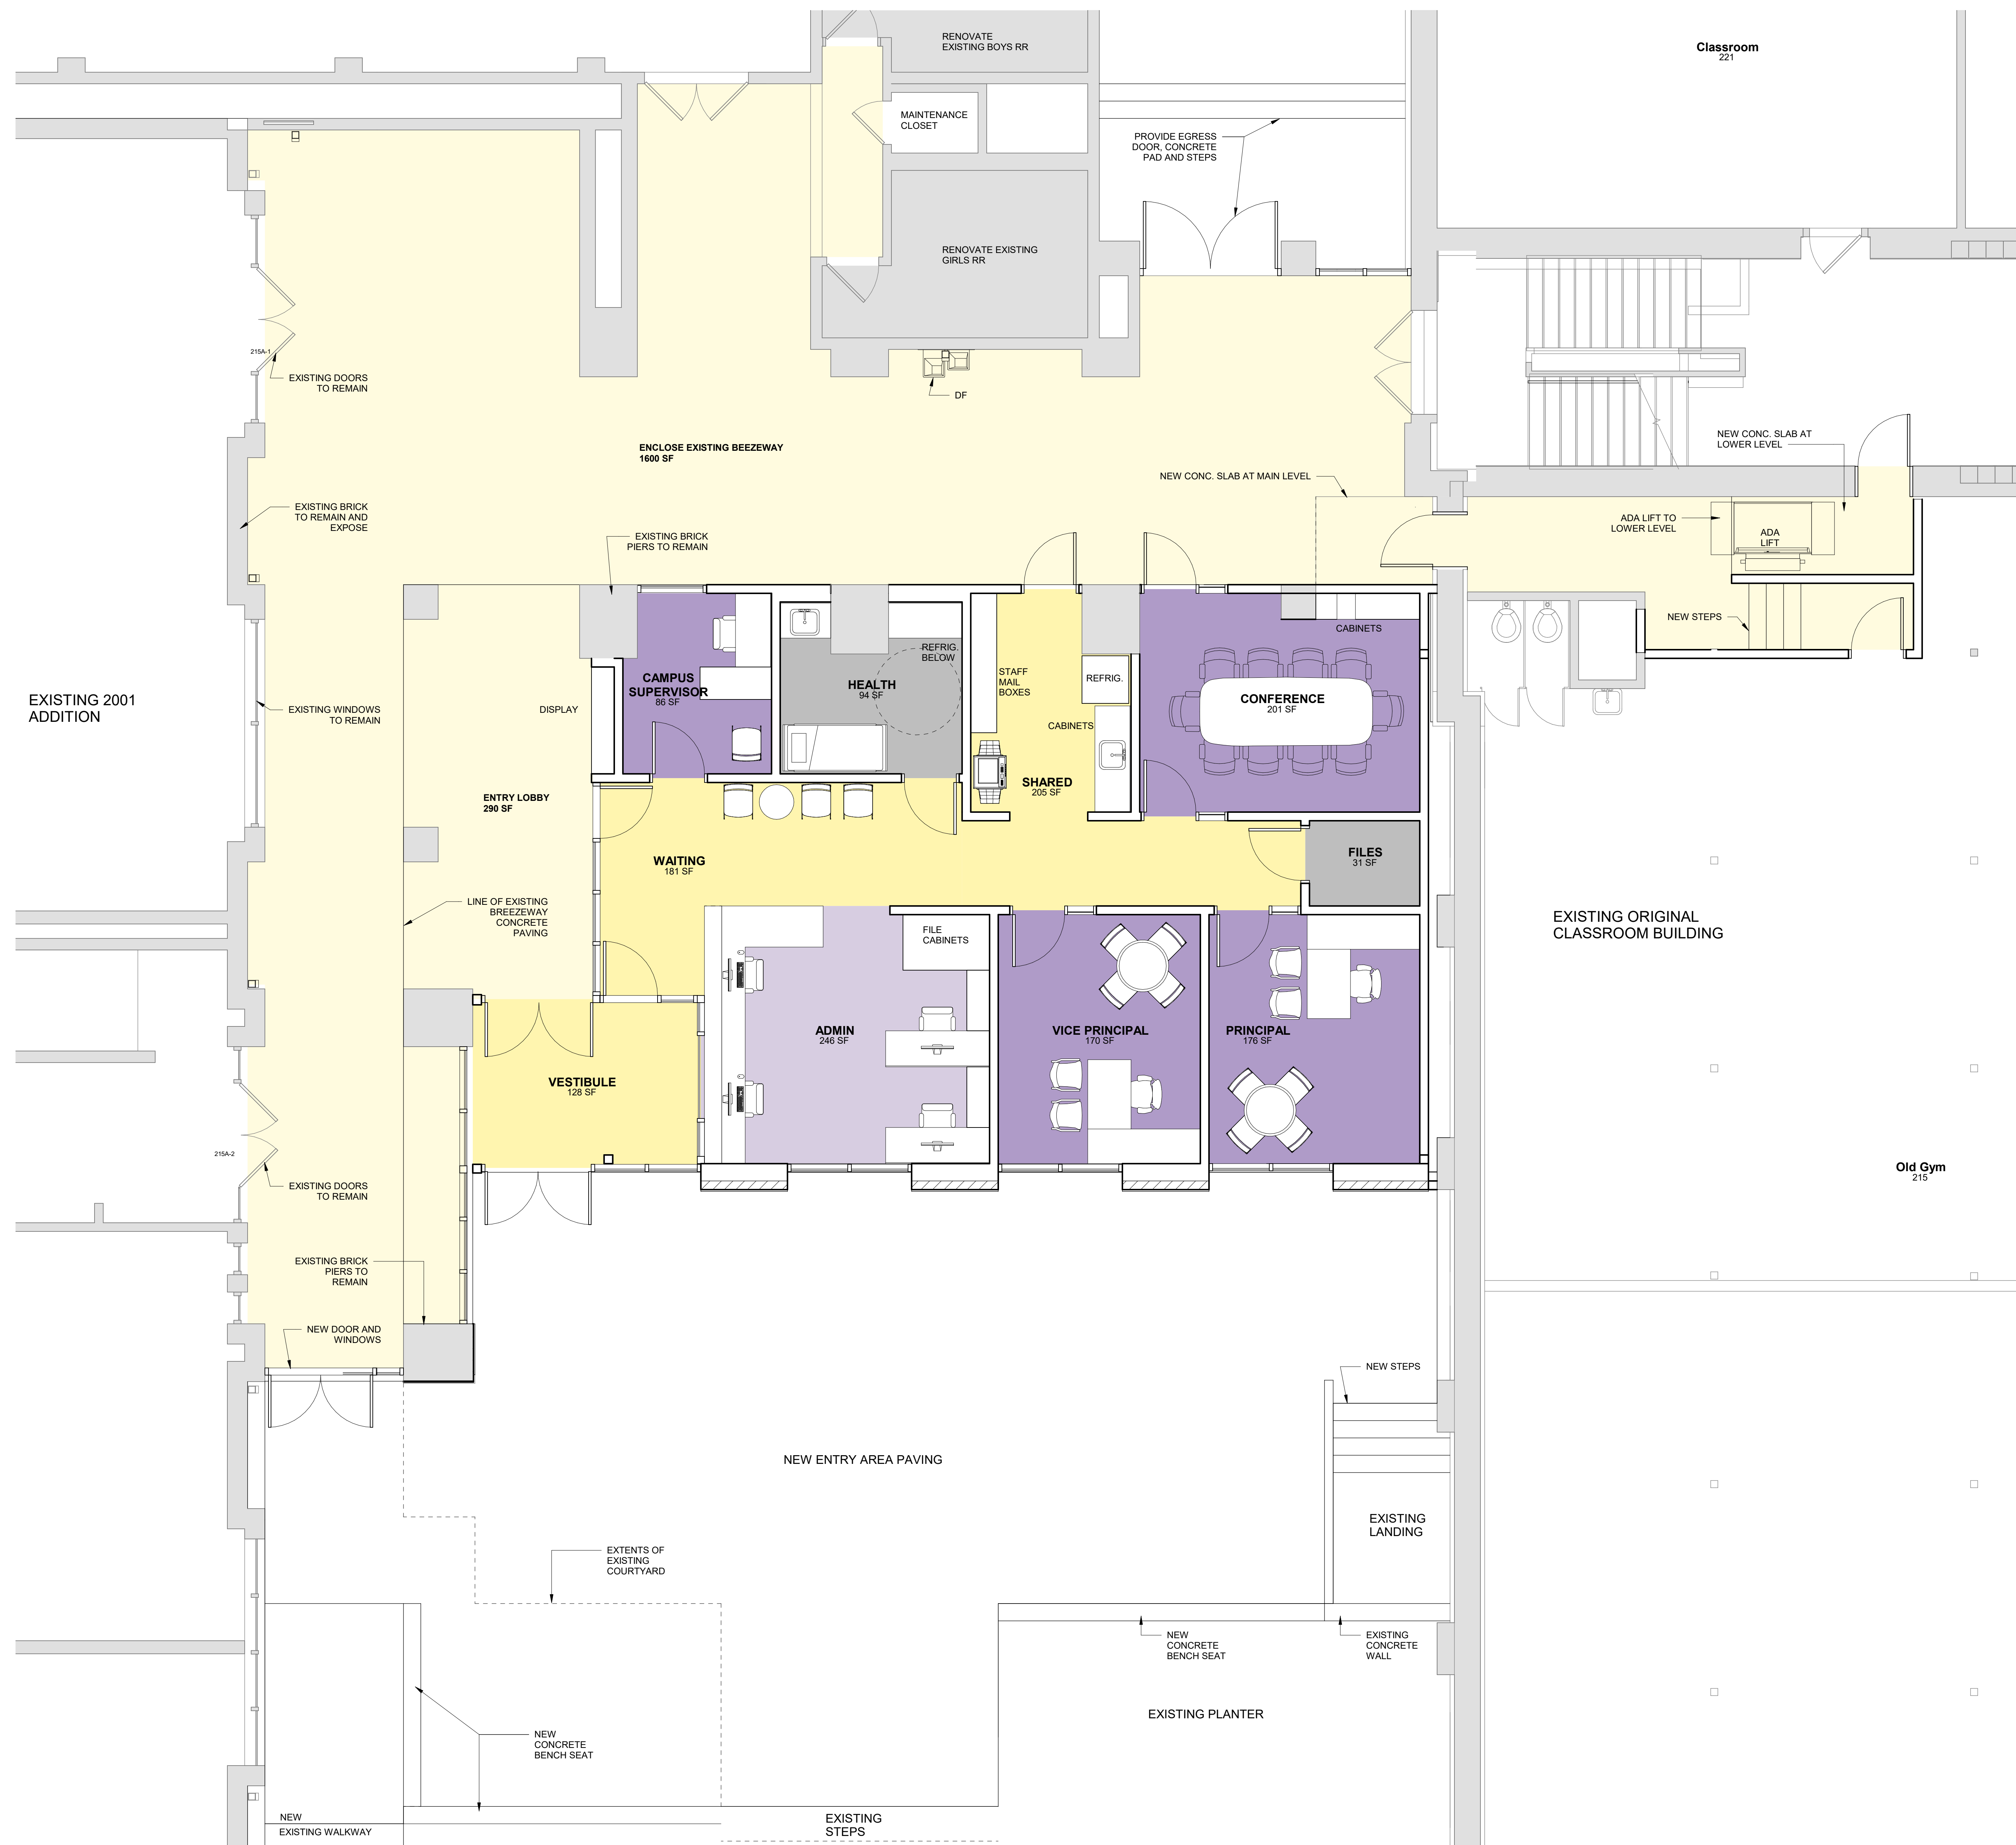 RENOVATE
EXISTING BOYS RR
Classroom
221
MAINTENANCE
CLOSET
PROVIDE EGRESS
DOOR, CONCRETE
PAD AND STEPS
RENOVATE EXISTING
GIRLS RR
215A-1
EXISTING DOORS
TO REMAIN
DF
ENCLOSE EXISTING BEEZEWAY
1600 SF
NEW CONC. SLAB AT
LOWER LEVEL
NEW CONC. SLAB AT MAIN LEVEL
EXISTING BRICK
TO REMAIN AND
EXPOSE
ADA LIFT TO
LOWER LEVEL
ADA
LIFT
EXISTING BRICK
PIERS TO REMAIN
NEW STEPS
CABINETS
REFRIG.
BELOW
STAFF
MAIL
BOXES
REFRIG.
CAMPUS
SUPERVISOR
86 SF
HEALTH
94 SF
CONFERENCE
201 SF
EXISTING 2001
ADDITION
EXISTING WINDOWS
TO REMAIN
DISPLAY
CABINETS
SHARED
205 SF
ENTRY LOBBY
290 SF
WAITING
181 SF
FILES
31 SF
LINE OF EXISTING
BREEZEWAY
CONCRETE
PAVING
FILE
CABINETS
EXISTING ORIGINAL
CLASSROOM BUILDING
ADMIN
246 SF
VICE PRINCIPAL
170 SF
PRINCIPAL
176 SF
VESTIBULE
128 SF
215A-2
EXISTING DOORS
TO REMAIN
Old Gym
215
EXISTING BRICK
PIERS TO
REMAIN
NEW DOOR AND
WINDOWS
NEW STEPS
NEW ENTRY AREA PAVING
EXISTING
LANDING
EXTENTS OF
EXISTING
COURTYARD
NEW
CONCRETE
BENCH SEAT
EXISTING
CONCRETE
WALL
EXISTING PLANTER
NEW
CONCRETE
BENCH SEAT
NEW
EXISTING WALKWAY
EXISTING
STEPS